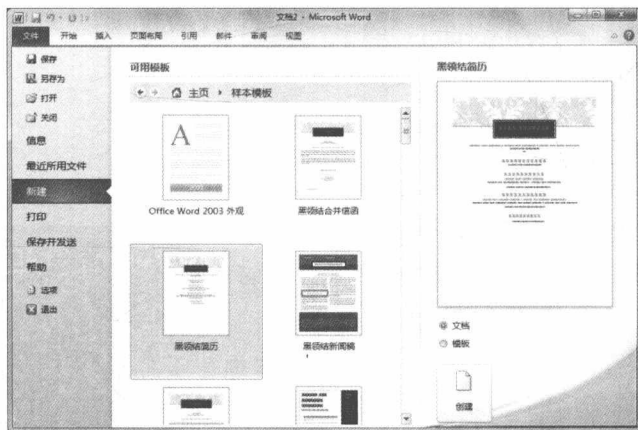 文档2 - Microsoft Word
文件 开始 插入 页面布局 引用 邮件 审阅 视图
保存
另存为
打开
关闭
信息
最近所用文件
新建
打印
保存并发送
帮助
选项
退出
可用模板
主页 样本模板
Office Word 2003 外观
黑领结合并信函
黑领结简历
黑领结新闻稿
黑领结简历
文档
模板
创建